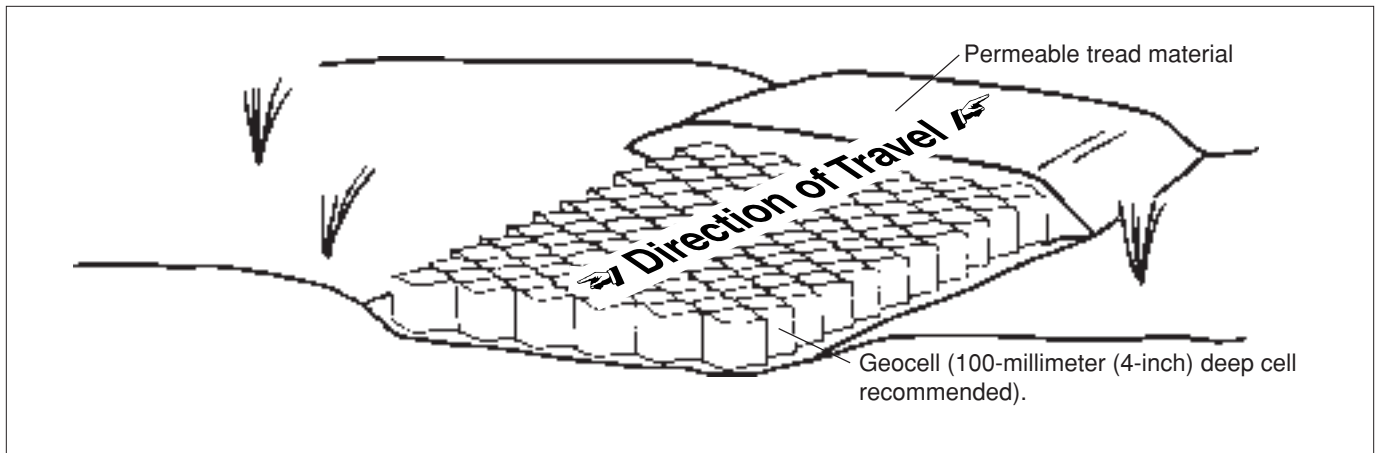 Permeable tread material
Direction of Travel
Geocell (100-millimeter (4-inch) deep cell
recommended).